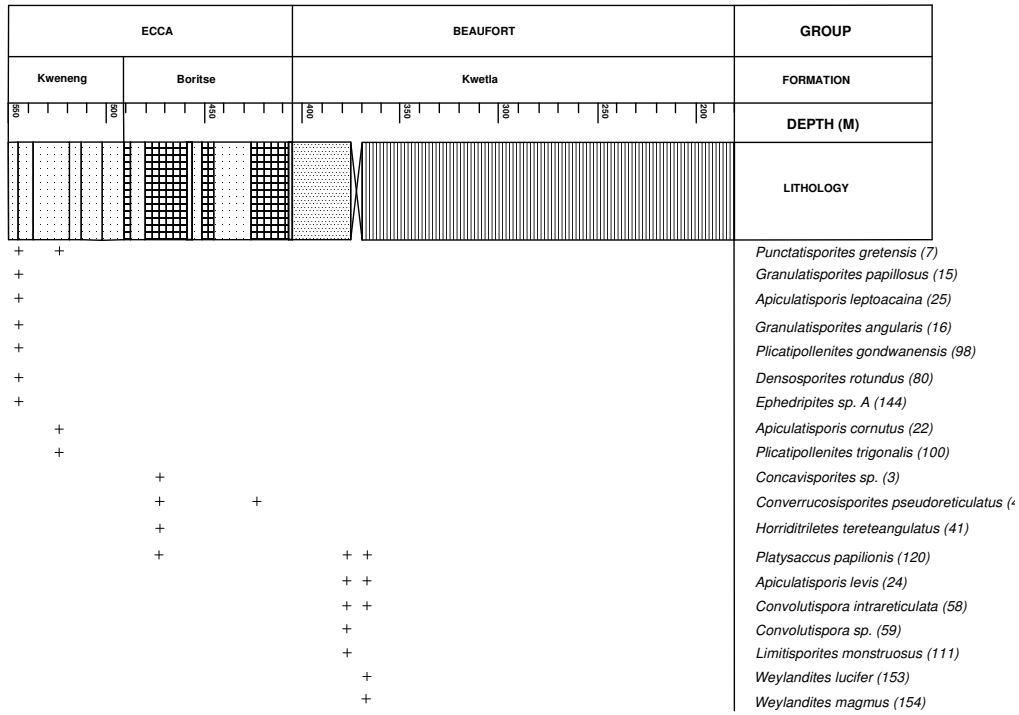 ECCA BEAUFORT GROUP
Kweneng Boritse Kwetla FORMATION
550 500 450 400 350 300 250 200 DEPTH (M)
LITHOLOGY
+ + Punctatisporites gretensis (7)
+ Granulatisporites papillosus (15)
+ Apiculatisporis leptoacaina (25)
+ Granulatisporites angularis (16)
+ Plicatipollenites gondwanensis (98)
+ Densosporites rotundus (80)
+ Ephedripites sp. A (144)
+ Apiculatisporis cornutus (22)
+ Plicatipollenites trigonalis (100)
+ Concavisporites sp. (3)
+ + Converrucosisporites pseudoreticulatus (4
+ Horriditriletes tereteangulatus (41)
+ + + Platysaccus papilionis (120)
+ + Apiculatisporis levis (24)
+ + Convolutispora intrareticulata (58)
+ Convolutispora sp. (59)
+ Limitisporites monstruosus (111)
+ Weylandites lucifer (153)
+ Weylandites magmus (154)